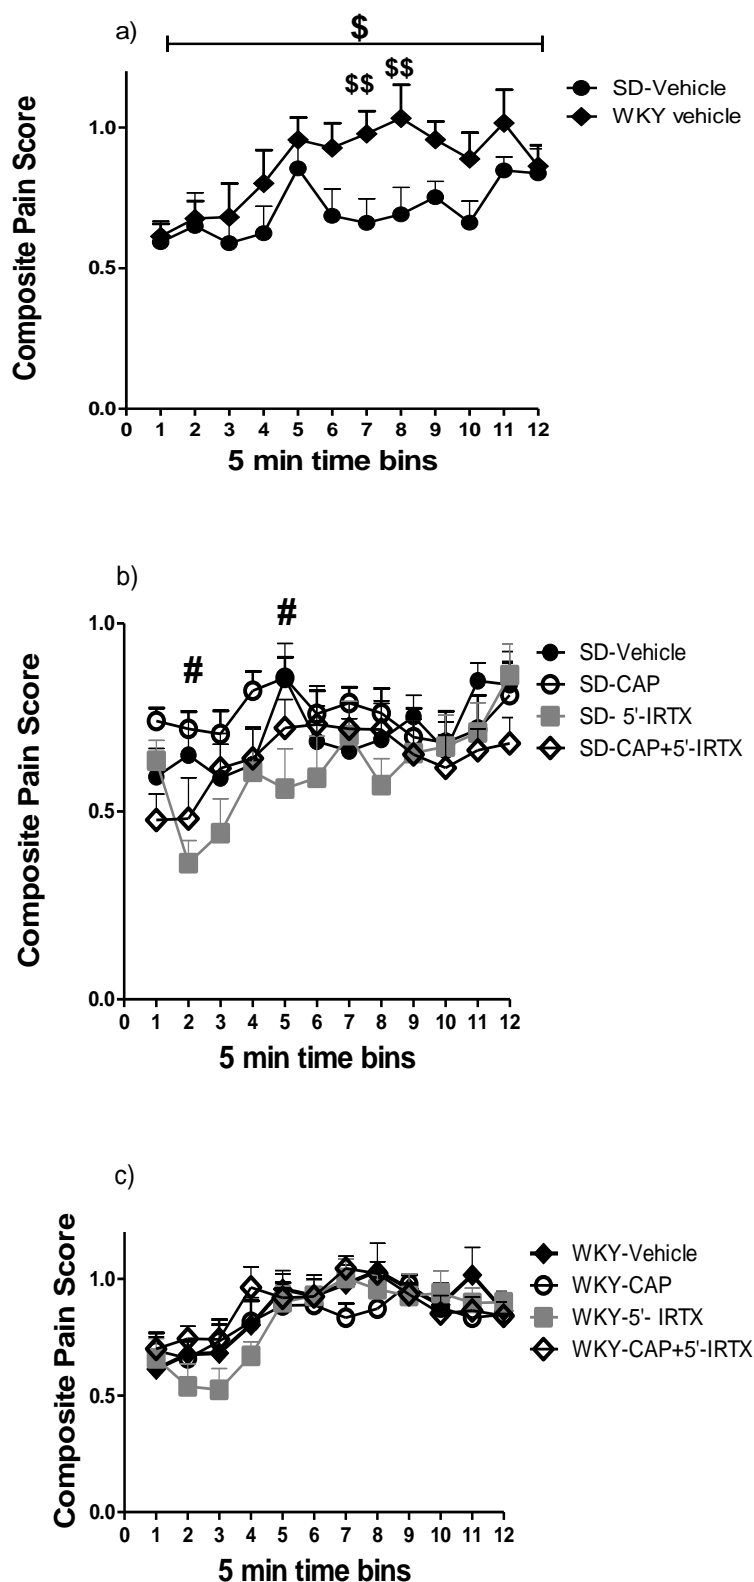 a)
$
$$
$$
SD-Vehicle
WKY vehicle
Composite Pain Score
1.0
0.5
0.0
0 1 2 3 4 5 6 7 8 9 10 11 12
5 min time bins
b)
#
#
SD-Vehicle
SD-CAP
SD- 5'-IRTX
SD-CAP+5'-IRTX
Composite Pain Score
1.0
0.5
0.0
0 1 2 3 4 5 6 7 8 9 10 11 12
5 min time bins
c)
WKY-Vehicle
WKY-CAP
WKY-5'- IRTX
WKY-CAP+5'-IRTX
Composite Pain Score
1.0
0.5
0.0
0 1 2 3 4 5 6 7 8 9 10 11 12
5 min time bins